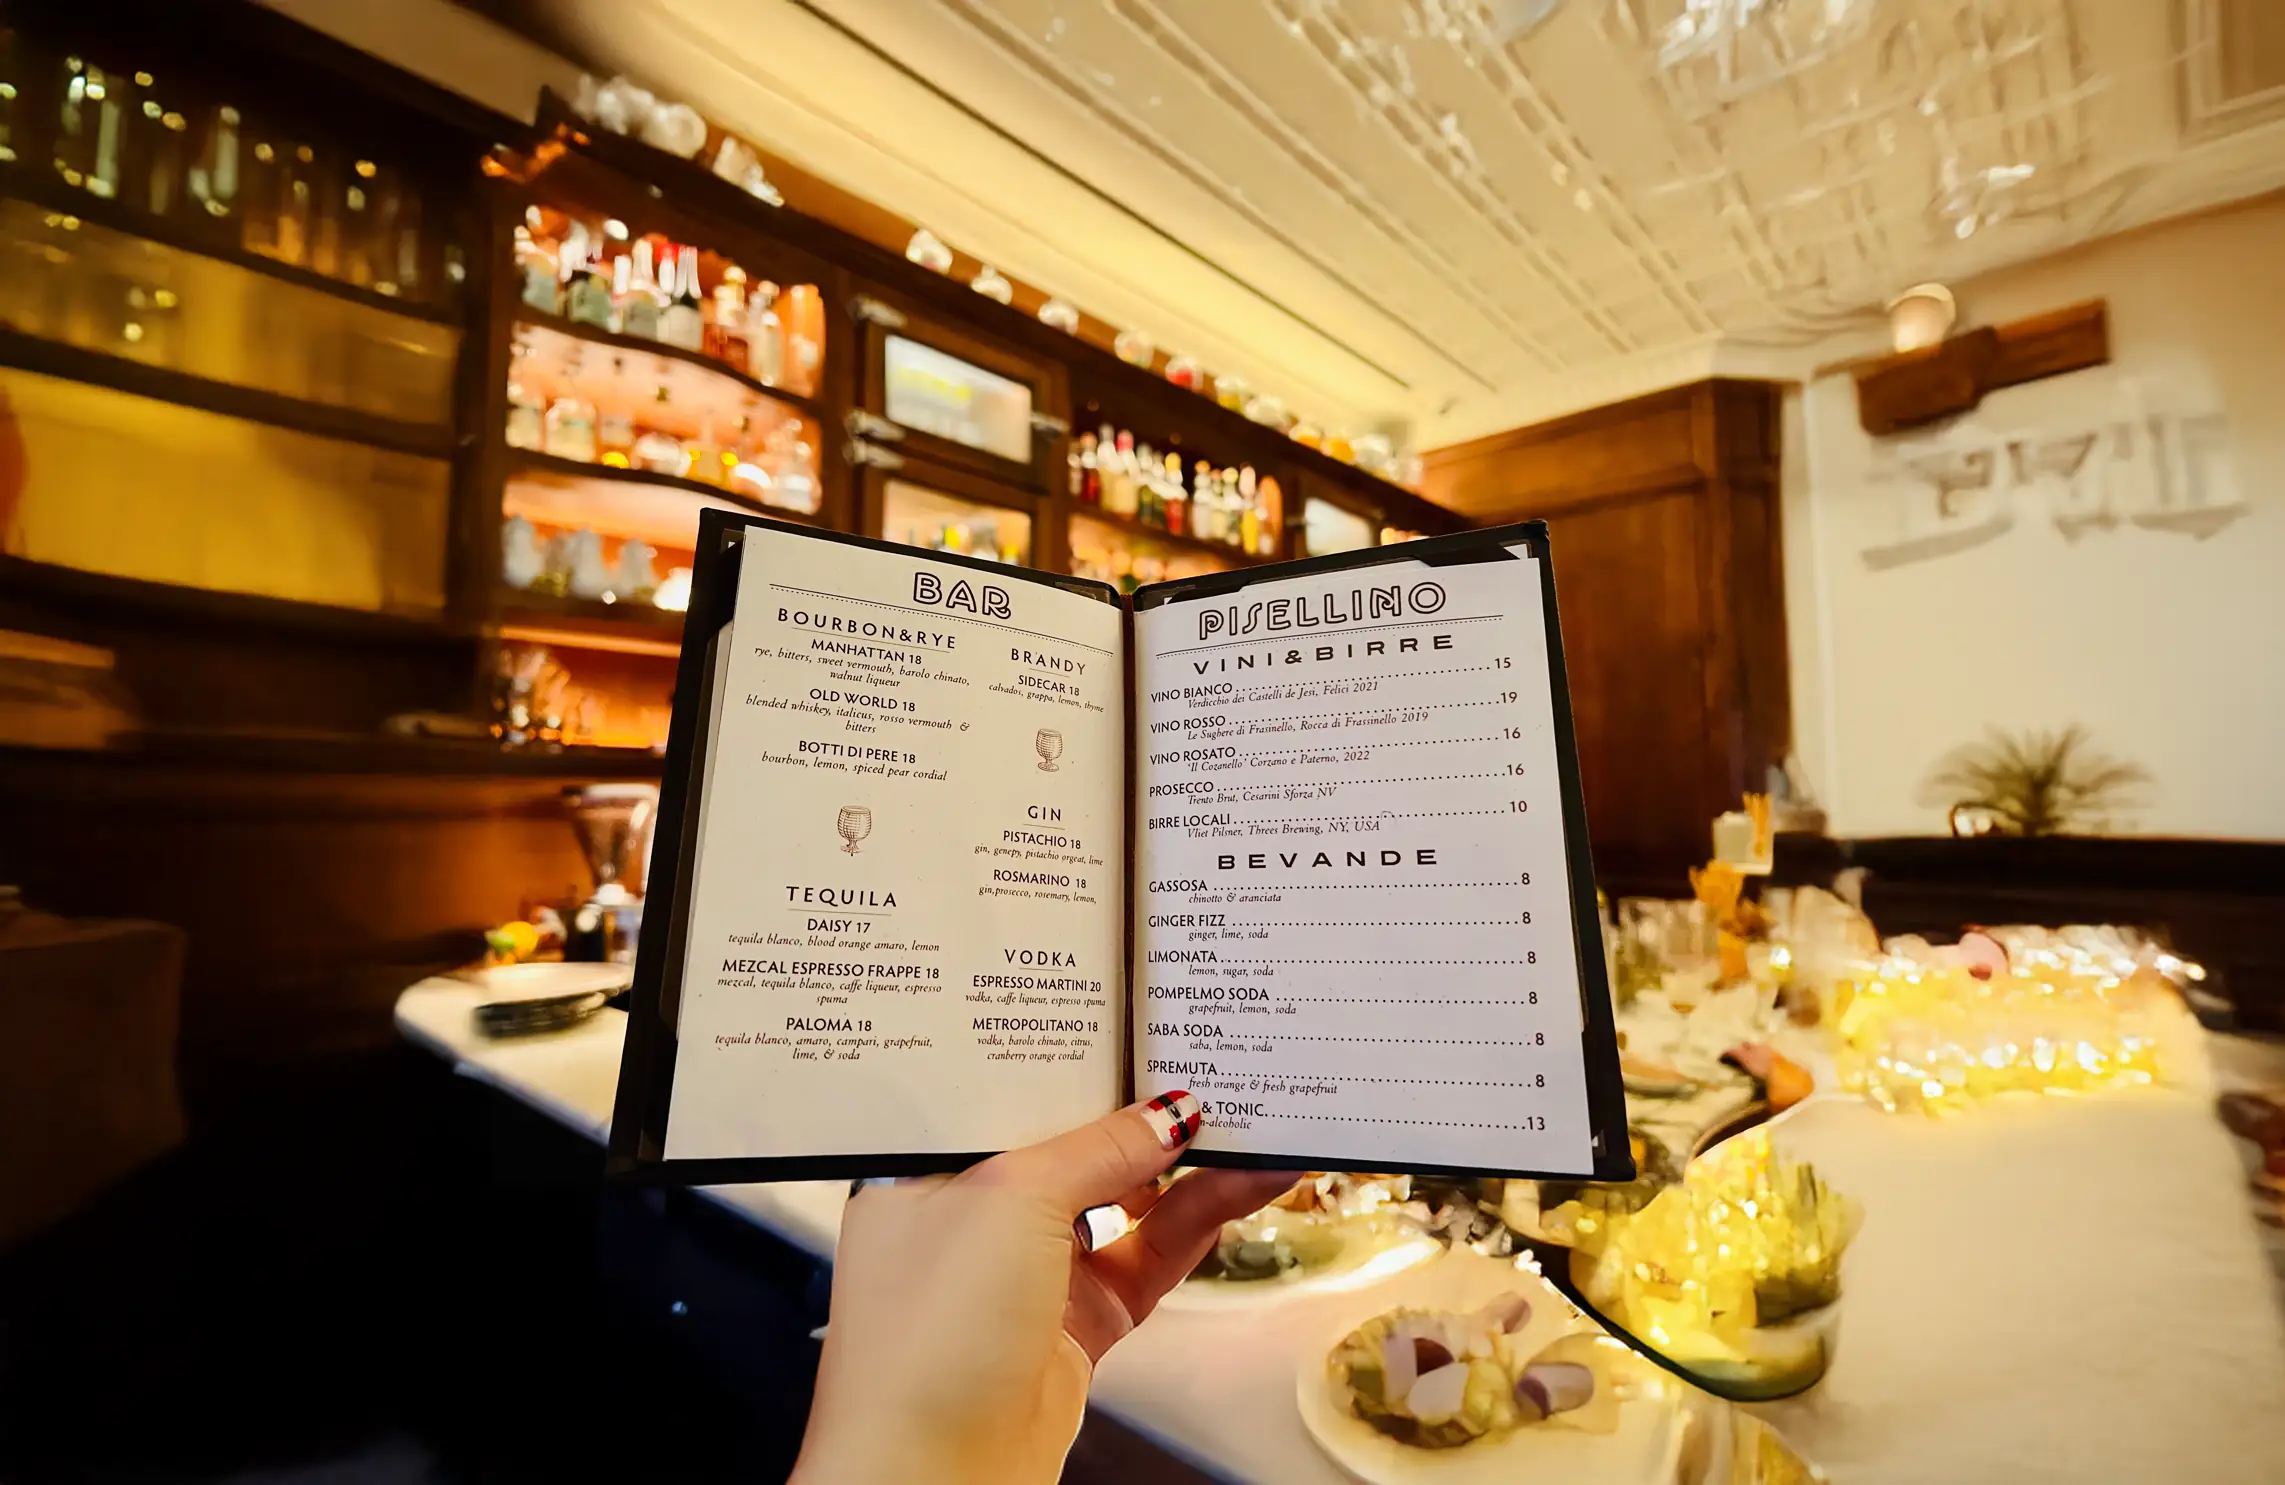 BAR
BOURBON&RYE
MANHATTAN 18
rye, bitters, sweet vermouth, barolo chinato,
walnut liqueur
OLD WORLD 18
blended whiskey, italicus, rosso vermouth &
bitters
BOTTI DI PERE 18
bourbon, lemon, spiced pear cordial
TEQUILA
DAISY 17
tequila blanco, blood orange amaro, lemon
MEZCAL ESPRESSO FRAPPE 18
mezcal, tequila blanco, caffe liqueur, espresso
spuma
PALOMA 18
tequila blanco, amaro, campari, grapefruit,
lime, & soda
BRANDY
SIDECAR 18
calvados, grappa, lemon, thyme
GIN
PISTACHIO 18
gin, genepy, pistachio orgeat, lime
ROSMARINO 18
gin,prosecco, rosemary, lemon,
VODKA
ESPRESSO MARTINI 20
vodka, caffe liqueur, espresso spuma
METROPOLITANO 18
vodka, barolo chinato, citrus,
cranberry orange cordial
PISELLINO
VINI&BIRRE
VINO BIANCO 15
Verdicchio dei Castelli de Jesi, Felici 2021
VINO ROSSO 19
Le Sughere di Frasinello, Rocca di Frassinello 2019
VINO ROSATO 16
'Il Cozanello' Corzano e Paterno, 2022
PROSECCO 16
Trento Brut, Cesarini Sforza NV
BIRRE LOCALI 10
Vliet Pilsner, Threes Brewing, NY, USA
BEVANDE
GASSOSA 8
chinotto & aranciata
GINGER FIZZ 8
ginger, lime, soda
LIMONATA 8
lemon, sugar, soda
POMPELMO SODA 8
grapefruit, lemon, soda
SABA SODA 8
saba, lemon, soda
SPREMUTA 8
fresh orange & fresh grapefruit
& TONIC 13
n-alcoholic